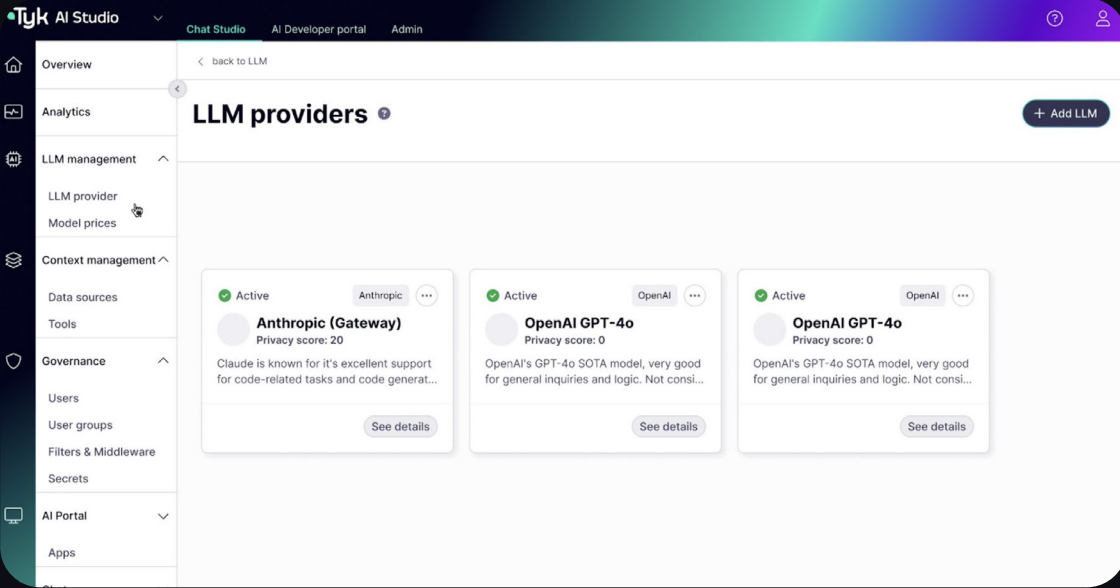 Tyk AI Studio
Chat Studio
AI Developer portal
Admin
Overview
Analytics
LLM management
LLM provider
Model prices
Context management
Data sources
Tools
Governance
Users
User groups
Filters & Middleware
Secrets
AI Portal
Apps
back to LLM
LLM providers ?
+ Add LLM
Active
Anthropic
Anthropic (Gateway)
Privacy score: 20
Claude is known for it's excellent support
for code-related tasks and code generat...
See details
Active
OpenAI
OpenAI GPT-4o
Privacy score: 0
OpenAI's GPT-4o SOTA model, very good
for general inquiries and logic. Not consi...
See details
Active
OpenAI
OpenAI GPT-4o
Privacy score: 0
OpenAI's GPT-4o SOTA model, very good
for general inquiries and logic. Not consi...
See details